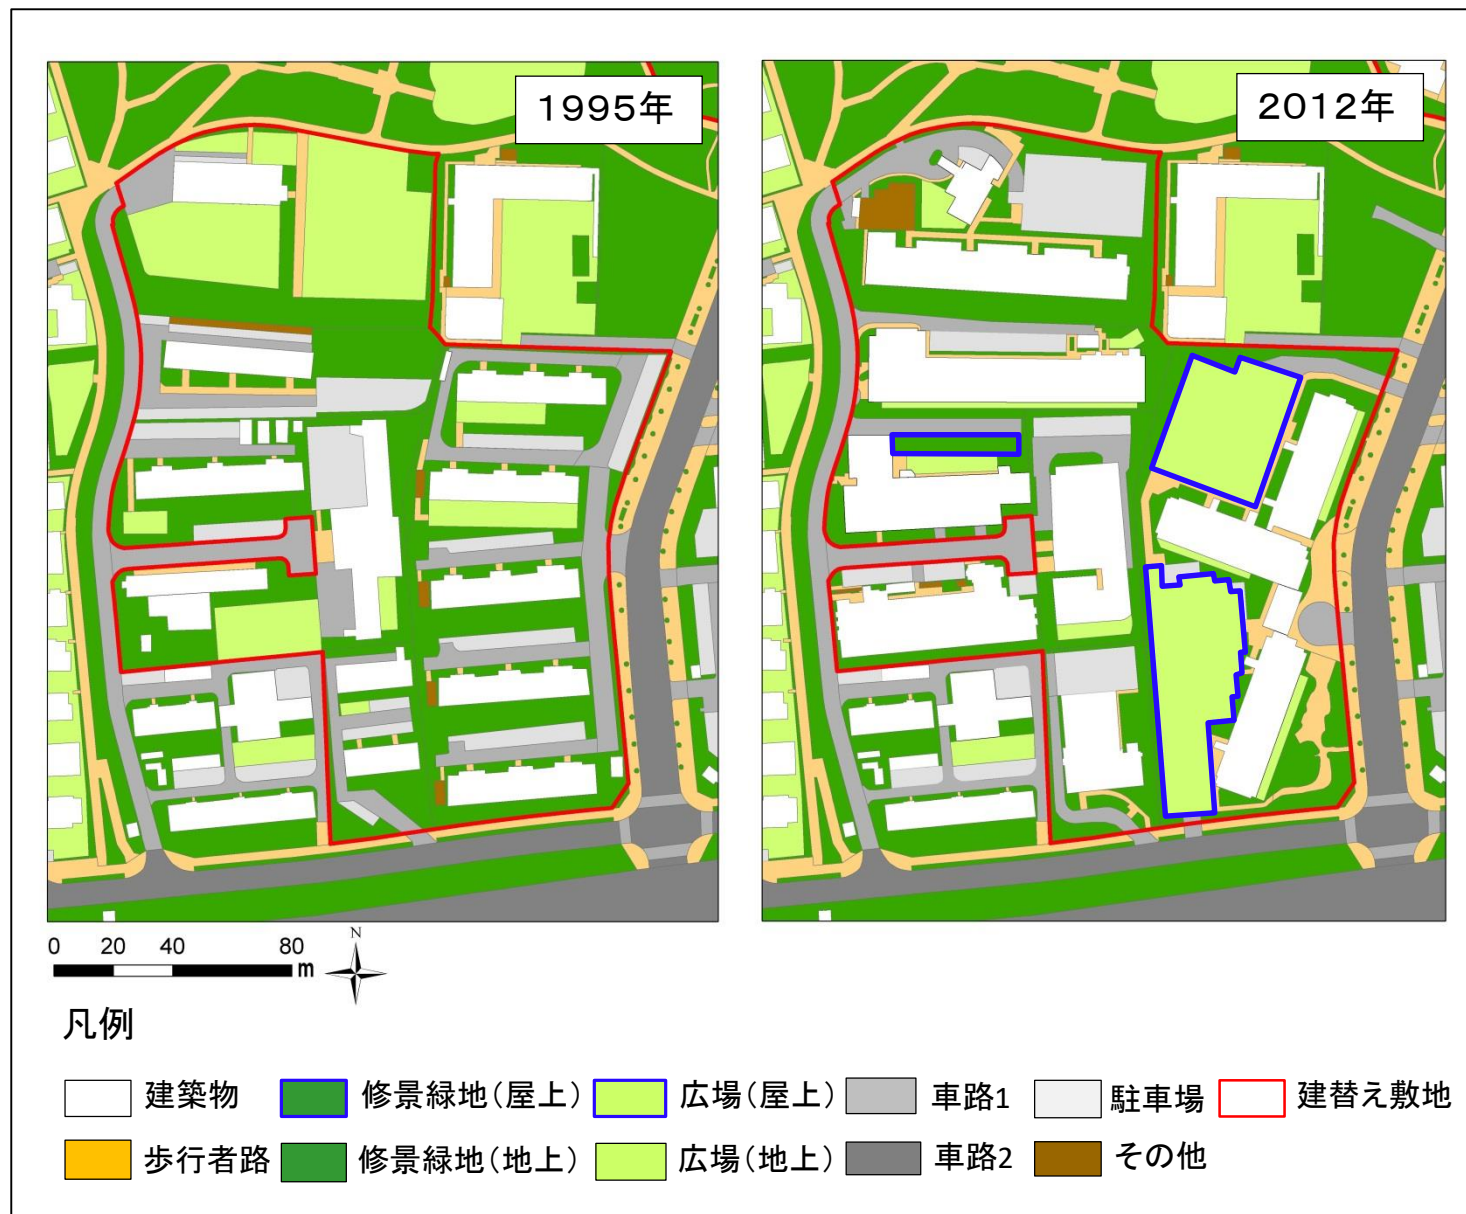 1995年
2012年
N
0 20 40 80 m
凡例
建築物 修景緑地(屋上) 広場(屋上) 車路1 駐車場 建替え敷地
歩行者路 修景緑地(地上) 広場(地上) 車路2 その他